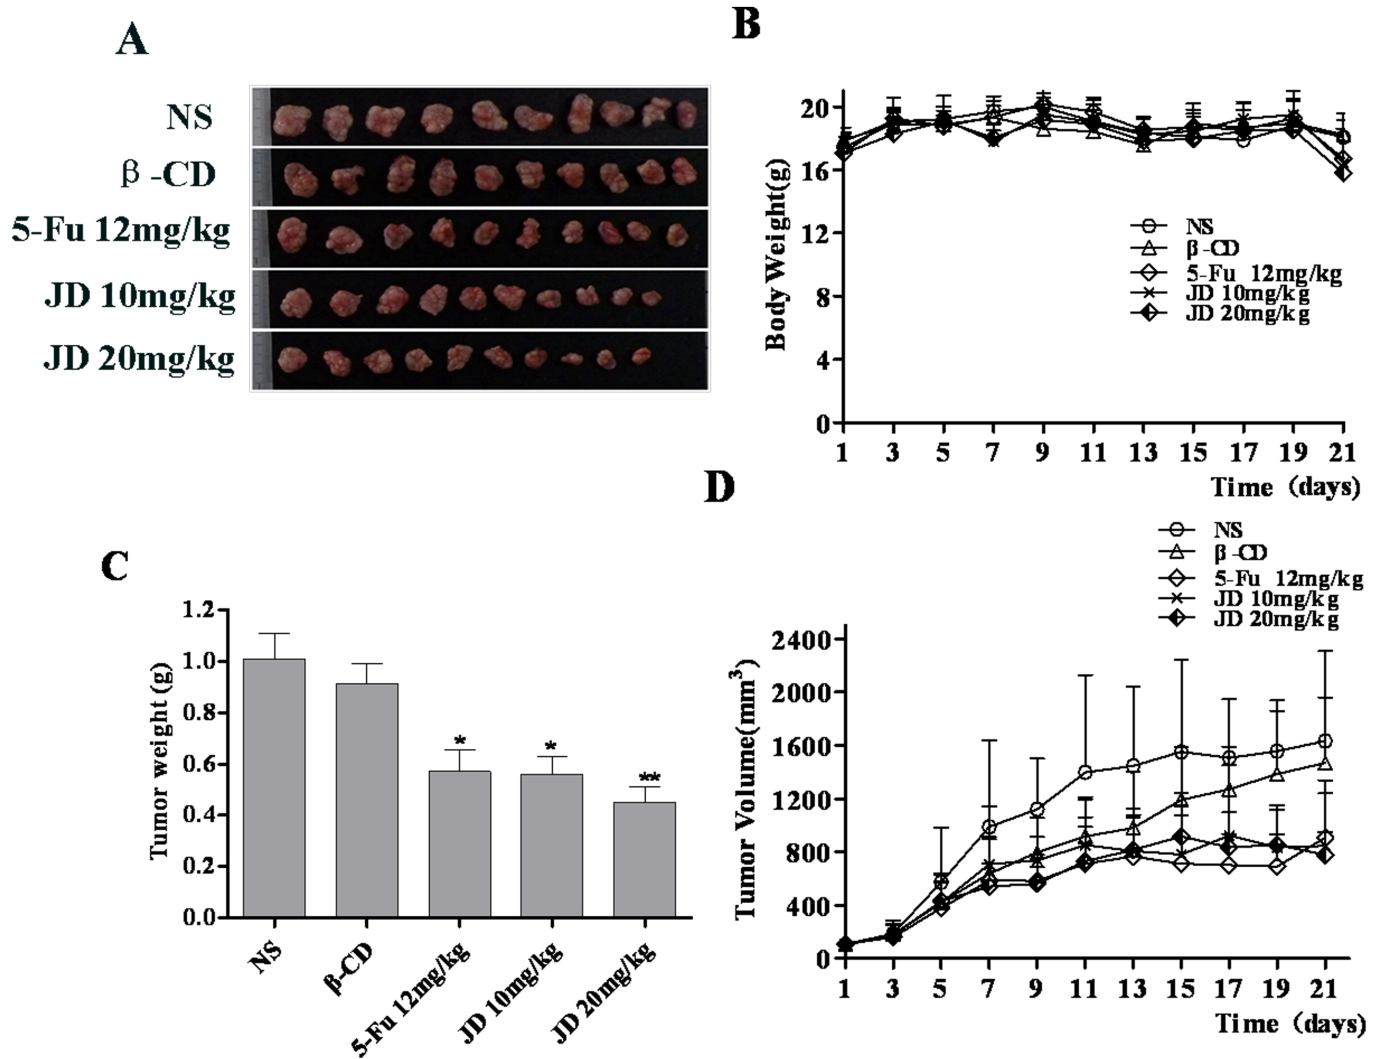 A
NS
β-CD
5-Fu 12mg/kg
JD 10mg/kg
JD 20mg/kg
B
Body Weight(g)
20
16
12
8
4
0
NS
β-CD
5-Fu 12mg/kg
JD 10mg/kg
JD 20mg/kg
1 3 5 7 9 11 13 15 17 19 21
Time (days)
C
Tumor weight (g)
1.2
1.0
0.8
0.6
0.4
0.2
0.0
* * **
NS β-CD 5-Fu 12mg/kg JD 10mg/kg JD 20mg/kg
D
NS
β-CD
5-Fu 12mg/kg
JD 10mg/kg
JD 20mg/kg
Tumor Volume(mm³)
2400
2000
1600
1200
800
400
0
1 3 5 7 9 11 13 15 17 19 21
Time (days)